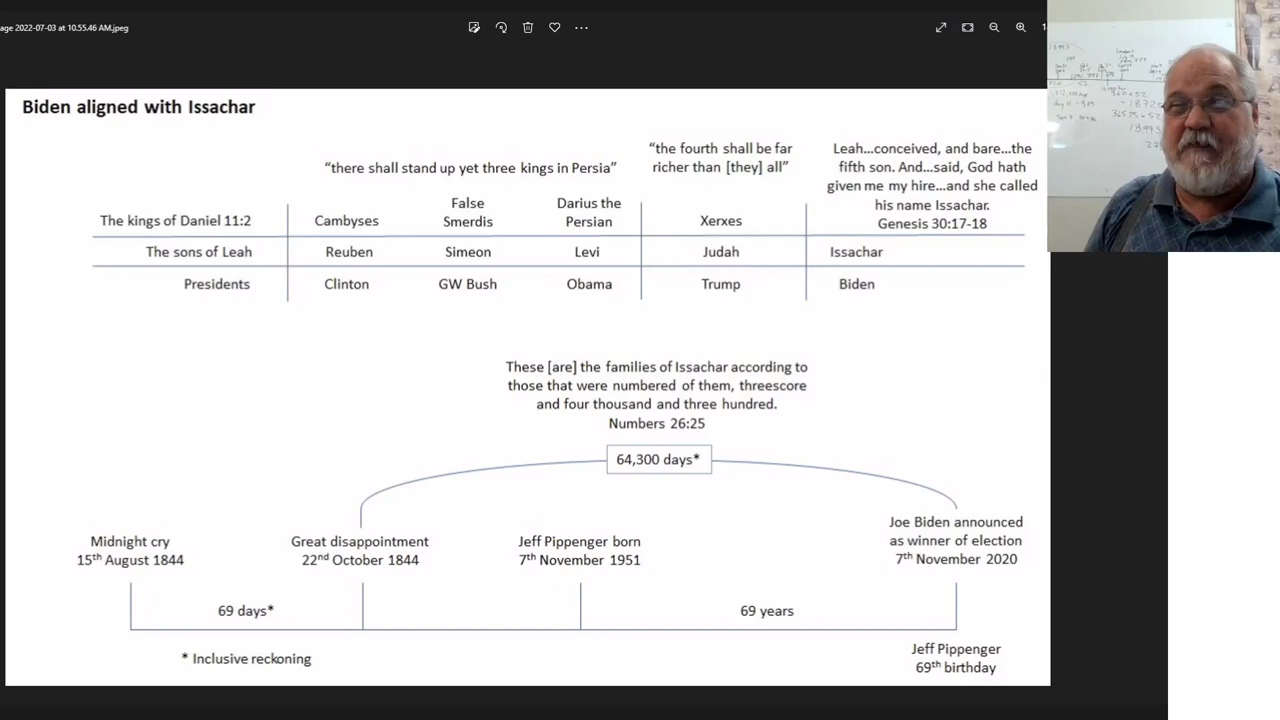 age 2022-07-03 at 10.55.46 AM.jpeg
Biden aligned with Issachar
"there shall stand up yet three kings in Persia"
"the fourth shall be far
richer than [they] all"
Leah...conceived, and bare...the
fifth son. And...said, God hath
given me my hire...and she called
his name Issachar.
Genesis 30:17-18
The kings of Daniel 11:2 Cambyses False Smerdis Darius the Persian Xerxes
The sons of Leah Reuben Simeon Levi Judah Issachar
Presidents Clinton GW Bush Obama Trump Biden
These [are] the families of Issachar according to
those that were numbered of them, threescore
and four thousand and three hundred.
Numbers 26:25
64,300 days*
Midnight cry
15th August 1844
Great disappointment
22nd October 1844
Jeff Pippenger born
7th November 1951
Joe Biden announced
as winner of election
7th November 2020
69 days*
69 years
* Inclusive reckoning
Jeff Pippenger
69th birthday
360x52